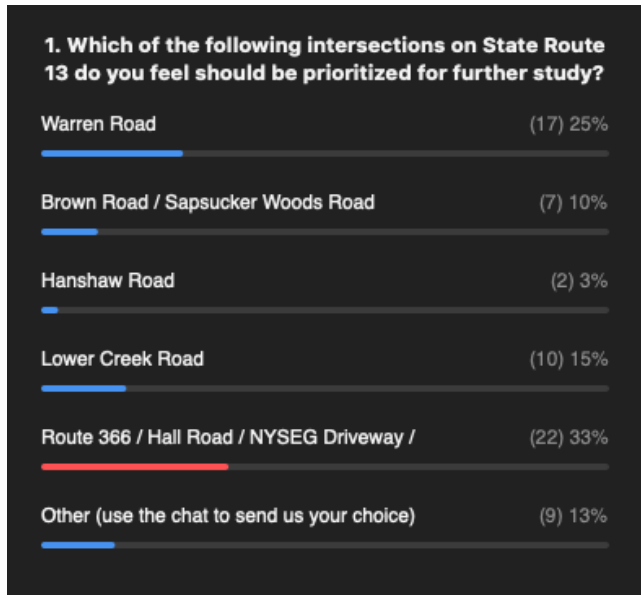 1. Which of the following intersections on State Route
13 do you feel should be prioritized for further study?
Warren Road (17) 25%
Brown Road / Sapsucker Woods Road (7) 10%
Hanshaw Road (2) 3%
Lower Creek Road (10) 15%
Route 366 / Hall Road / NYSEG Driveway / (22) 33%
Other (use the chat to send us your choice) (9) 13%